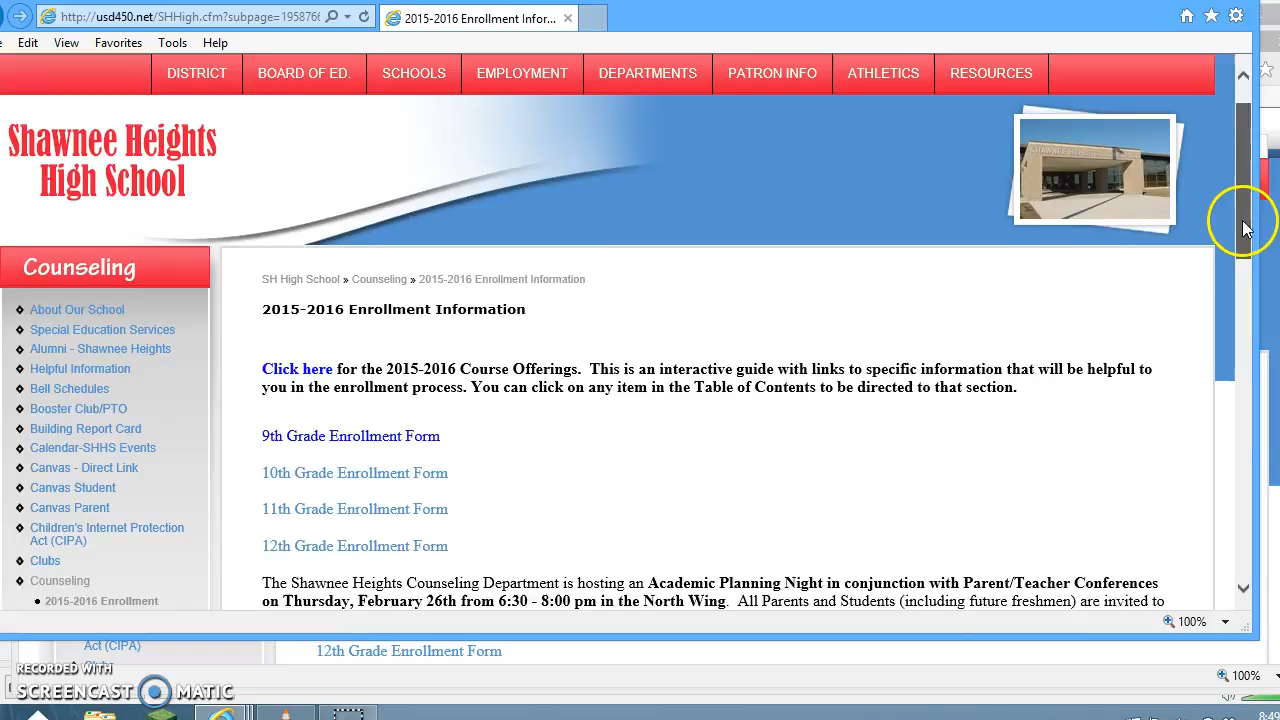 http://usd450.net/SHHigh.cfm?subpage=1958766
2015-2016 Enrollment Infor...
Edit View Favorites Tools Help
DISTRICT BOARD OF ED. SCHOOLS EMPLOYMENT DEPARTMENTS PATRON INFO ATHLETICS RESOURCES
Shawnee Heights
High School
Counseling
About Our School
Special Education Services
Alumni - Shawnee Heights
Helpful Information
Bell Schedules
Booster Club/PTO
Building Report Card
Calendar-SHHS Events
Canvas - Direct Link
Canvas Student
Canvas Parent
Children's Internet Protection
Act (CIPA)
Clubs
Counseling
2015-2016 Enrollment
SH High School » Counseling » 2015-2016 Enrollment Information
2015-2016 Enrollment Information
Click here for the 2015-2016 Course Offerings. This is an interactive guide with links to specific information that will be helpful to
you in the enrollment process. You can click on any item in the Table of Contents to be directed to that section.
9th Grade Enrollment Form
10th Grade Enrollment Form
11th Grade Enrollment Form
12th Grade Enrollment Form
The Shawnee Heights Counseling Department is hosting an Academic Planning Night in conjunction with Parent/Teacher Conferences
on Thursday, February 26th from 6:30 - 8:00 pm in the North Wing. All Parents and Students (including future freshmen) are invited to
100%
Act (CIPA)
12th Grade Enrollment Form
RECORDED WITH
SCREENCAST MATIC
100%